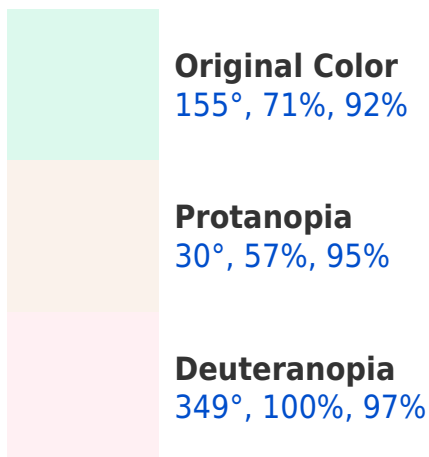 Original Color
155°, 71%, 92%
Protanopia
30°, 57%, 95%
Deuteranopia
349°, 100%, 97%